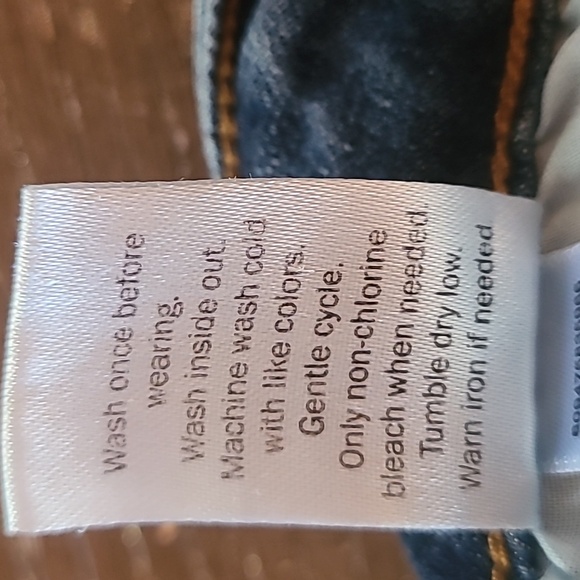 Wash once before
wearing.
Wash inside out.
Machine wash cold
with like colors.
Gentle cycle.
Only non-chlorine
bleach when needed
Tumble dry low.
Warn iron if needed